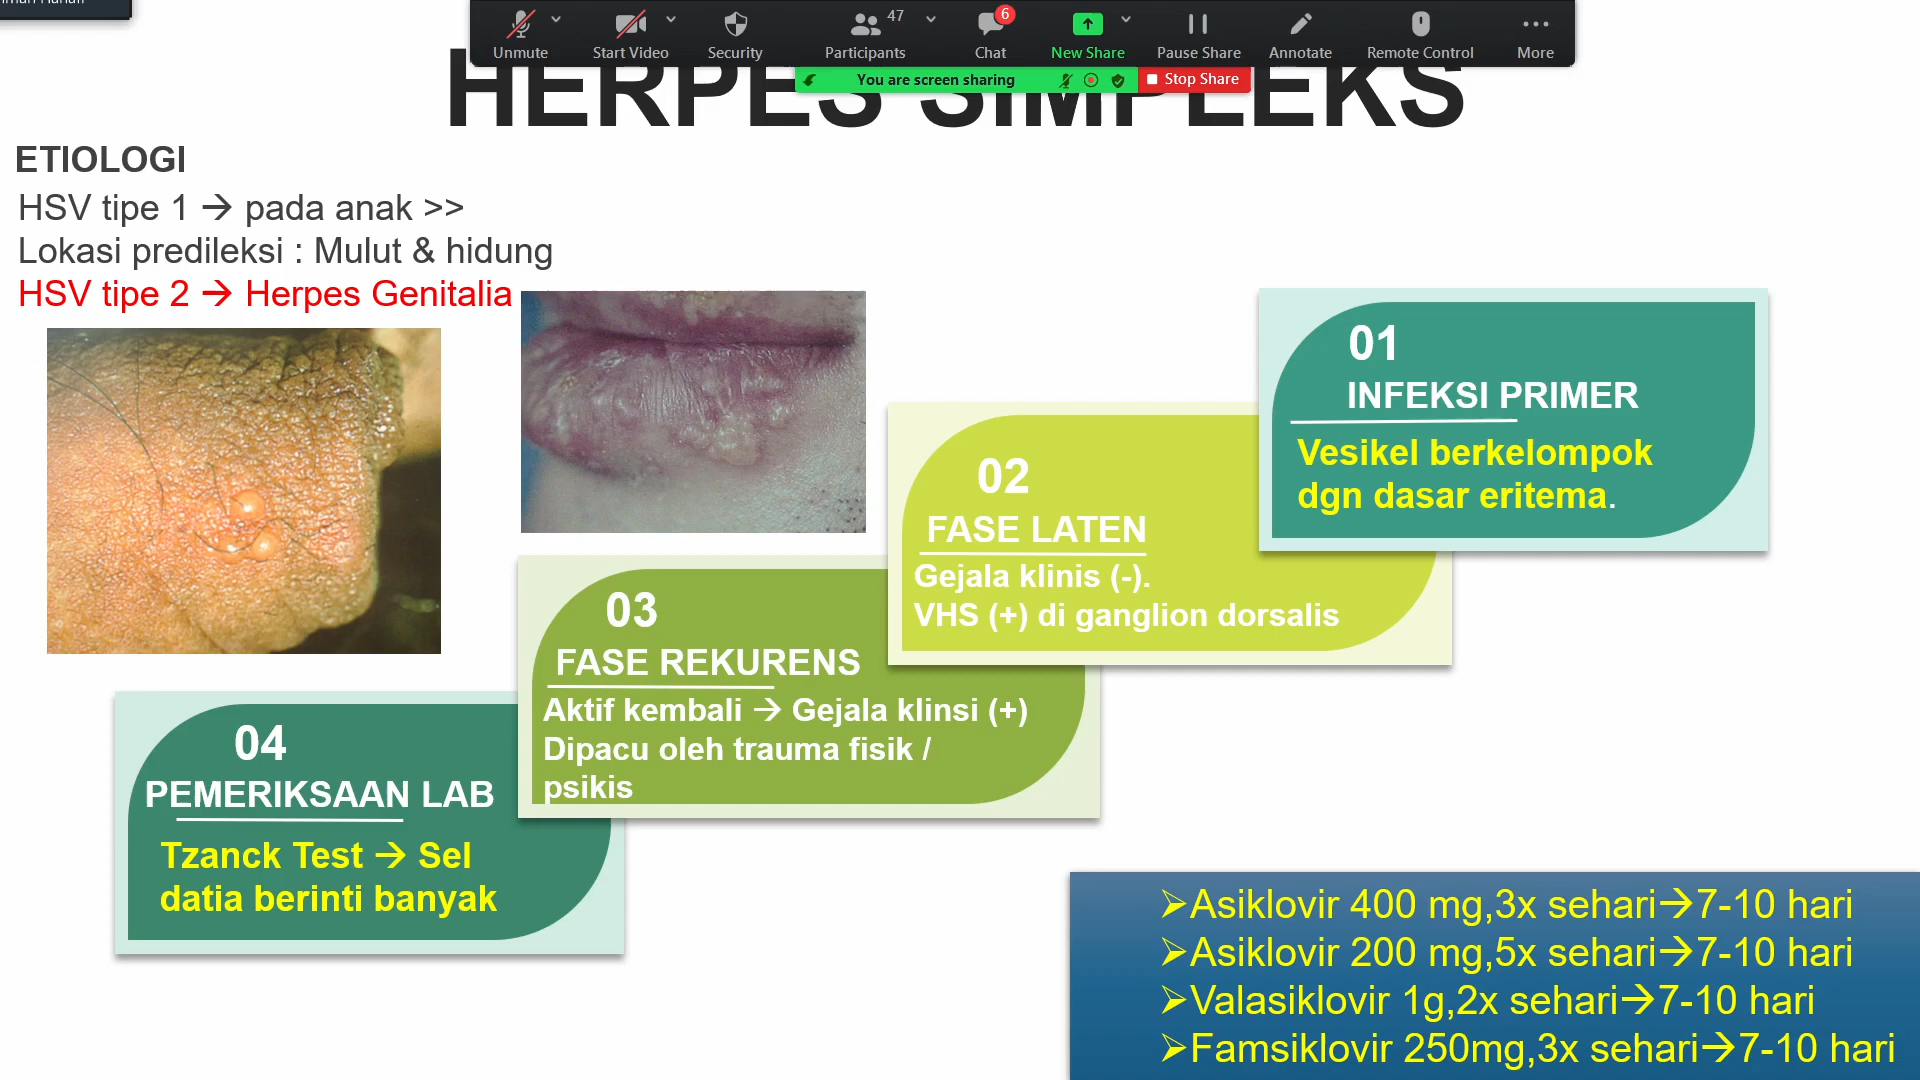 Unmute
Start Video
Security
47
Participants
6
Chat
New Share
Pause Share
Annotate
Remote Control
More
You are screen sharing
Stop Share
HERPES SIMPLEKS
ETIOLOGI
HSV tipe 1 → pada anak >>
Lokasi predileksi : Mulut & hidung
HSV tipe 2 → Herpes Genitalia
01
INFEKSI PRIMER
Vesikel berkelompok
dgn dasar eritema.
02
FASE LATEN
Gejala klinis (-).
VHS (+) di ganglion dorsalis
03
FASE REKURENS
Aktif kembali → Gejala klinsi (+)
Dipacu oleh trauma fisik /
psikis
04
PEMERIKSAAN LAB
Tzanck Test → Sel
datia berinti banyak
➢Asiklovir 400 mg,3x sehari→7-10 hari
➢Asiklovir 200 mg,5x sehari→7-10 hari
➢Valasiklovir 1g,2x sehari→7-10 hari
➢Famsiklovir 250mg,3x sehari→7-10 hari